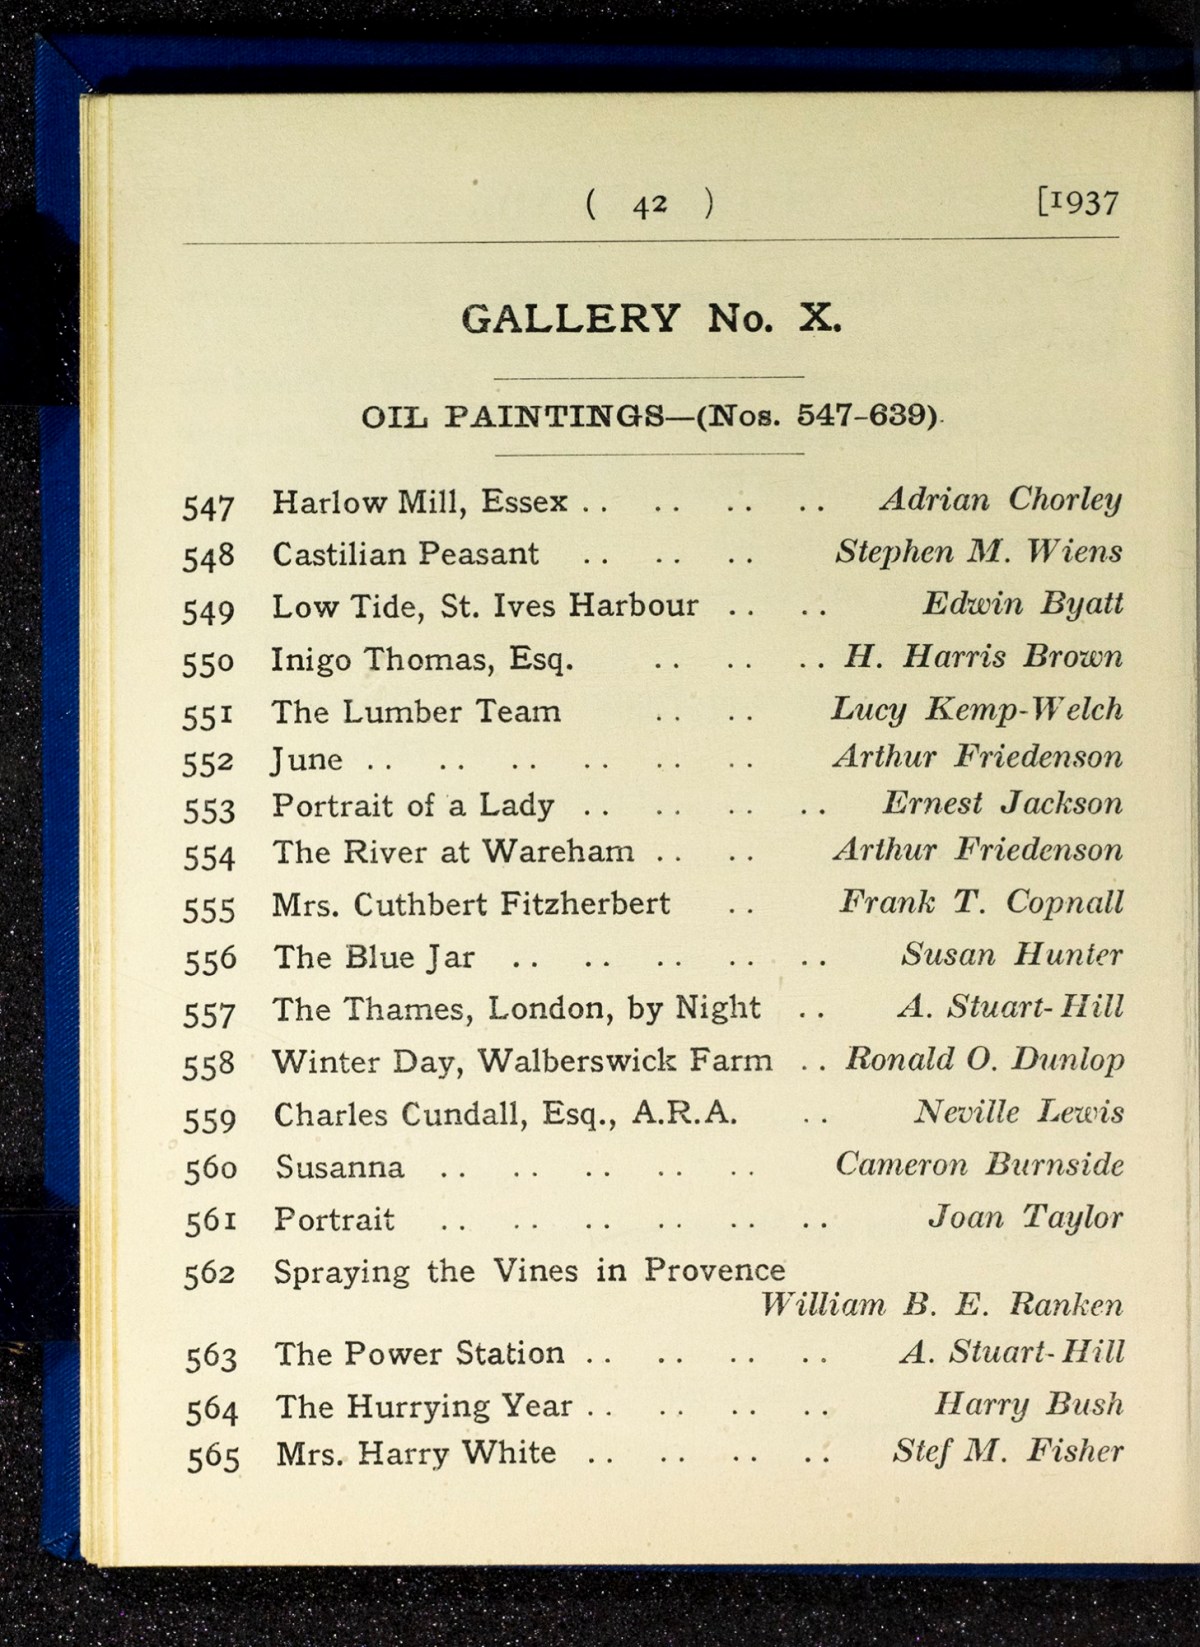 ( 42 ) [1937
GALLERY No. X.
OIL PAINTINGS—(Nos. 547-639).
547 Harlow Mill, Essex .. .. .. .. Adrian Chorley
548 Castilian Peasant .. .. .. Stephen M. Wiens
549 Low Tide, St. Ives Harbour .. .. Edwin Byatt
550 Inigo Thomas, Esq. .. .. .. H. Harris Brown
551 The Lumber Team .. .. Lucy Kemp-Welch
552 June .. .. .. .. .. .. Arthur Friedenson
553 Portrait of a Lady .. .. .. .. Ernest Jackson
554 The River at Wareham .. .. Arthur Friedenson
555 Mrs. Cuthbert Fitzherbert .. Frank T. Copnall
556 The Blue Jar .. .. .. .. .. Susan Hunter
557 The Thames, London, by Night .. A. Stuart-Hill
558 Winter Day, Walberswick Farm .. Ronald O. Dunlop
559 Charles Cundall, Esq., A.R.A. .. Neville Lewis
560 Susanna .. .. .. .. .. Cameron Burnside
561 Portrait .. .. .. .. .. .. Joan Taylor
562 Spraying the Vines in Provence
William B. E. Ranken
563 The Power Station .. .. .. .. A. Stuart-Hill
564 The Hurrying Year .. .. .. .. Harry Bush
565 Mrs. Harry White .. .. .. .. Stef M. Fisher